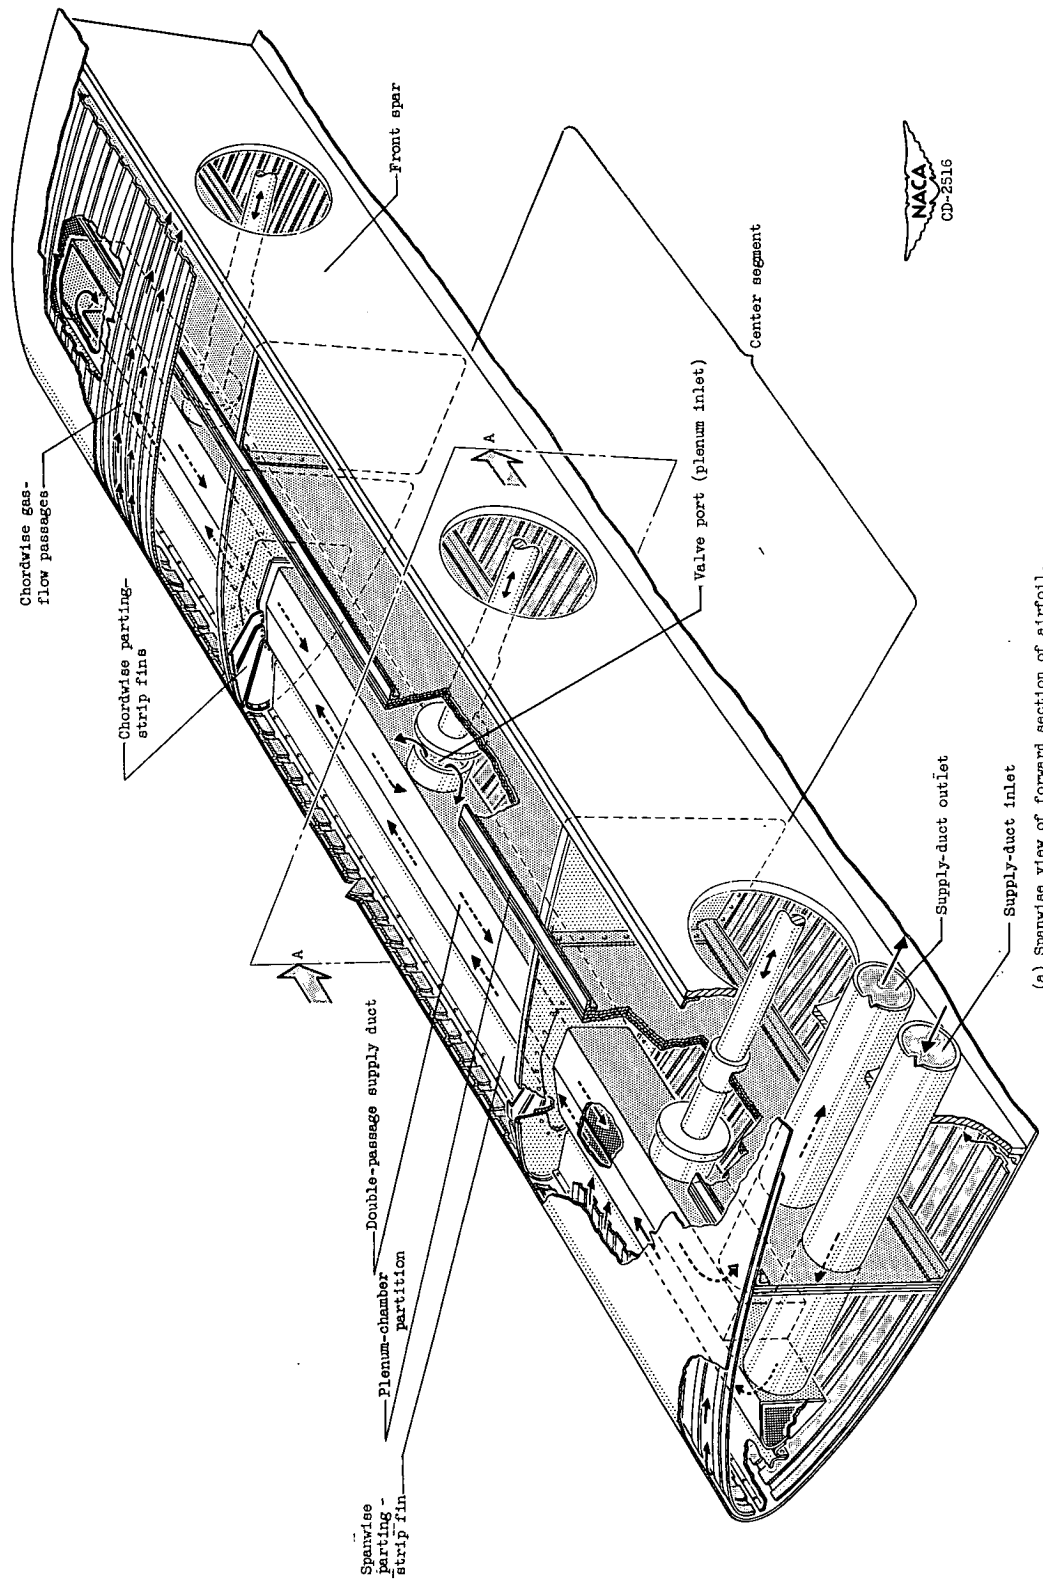 Chordwise gas-
flow passages
Chordwise parting-
strip fins
Front spar
A
A
Center segment
Valve port (plenum inlet)
Double-passage supply duct
Plenum-chamber
partition
Spanwise
parting-
strip fin
Supply-duct outlet
Supply-duct inlet
NACA
CD-2516
(a) Spanwise view of forward section of airfoil.